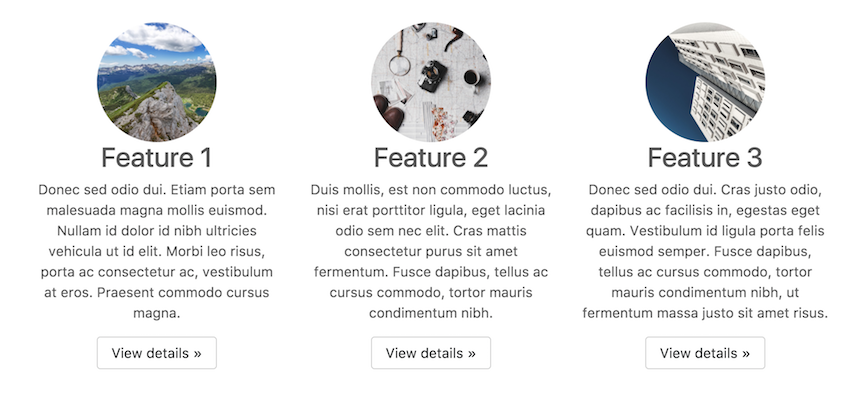 Feature 1
Donec sed odio dui. Etiam porta sem
malesuada magna mollis euismod.
Nullam id dolor id nibh ultricies
vehicula ut id elit. Morbi leo risus,
porta ac consectetur ac, vestibulum
at eros. Praesent commodo cursus
magna.
View details »
Feature 2
Duis mollis, est non commodo luctus,
nisi erat porttitor ligula, eget lacinia
odio sem nec elit. Cras mattis
consectetur purus sit amet
fermentum. Fusce dapibus, tellus ac
cursus commodo, tortor mauris
condimentum nibh.
View details »
Feature 3
Donec sed odio dui. Cras justo odio,
dapibus ac facilisis in, egestas eget
quam. Vestibulum id ligula porta felis
euismod semper. Fusce dapibus,
tellus ac cursus commodo, tortor
mauris condimentum nibh, ut
fermentum massa justo sit amet risus.
View details »